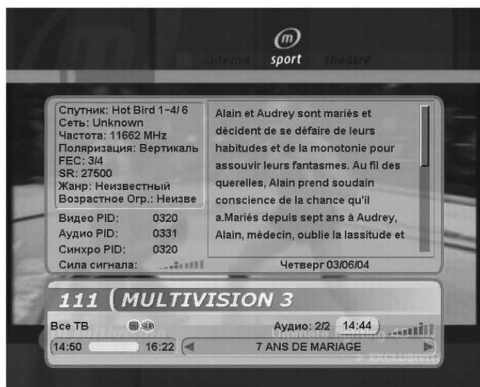 m
cinema sport theatre
Спутник: Hot Bird 1-4/ 6
Сеть: Unknown
Частота: 11662 MHz
Поляризация: Вертикаль
FEC: 3/4
SR: 27500
Жанр: Неизвестный
Возрастное Огр.: Неизве
Видео PID: 0320
Аудио PID: 0331
Синхро PID: 0320
Сила сигнала:
Alain et Audrey sont mariés et
décident de se défaire de leurs
habitudes et de la monotonie pour
assouvir leurs fantasmes. Au fil des
querelles, Alain prend soudain
conscience de la chance qu'il
a.Mariés depuis sept ans à Audrey,
Alain, médecin, oublie la lassitude et
Четверг 03/06/04
111 MULTIVISION 3
Все ТВ Аудио: 2/2 14:44
14:50 16:22 7 ANS DE MARIAGE
> EXCLUSIVIT